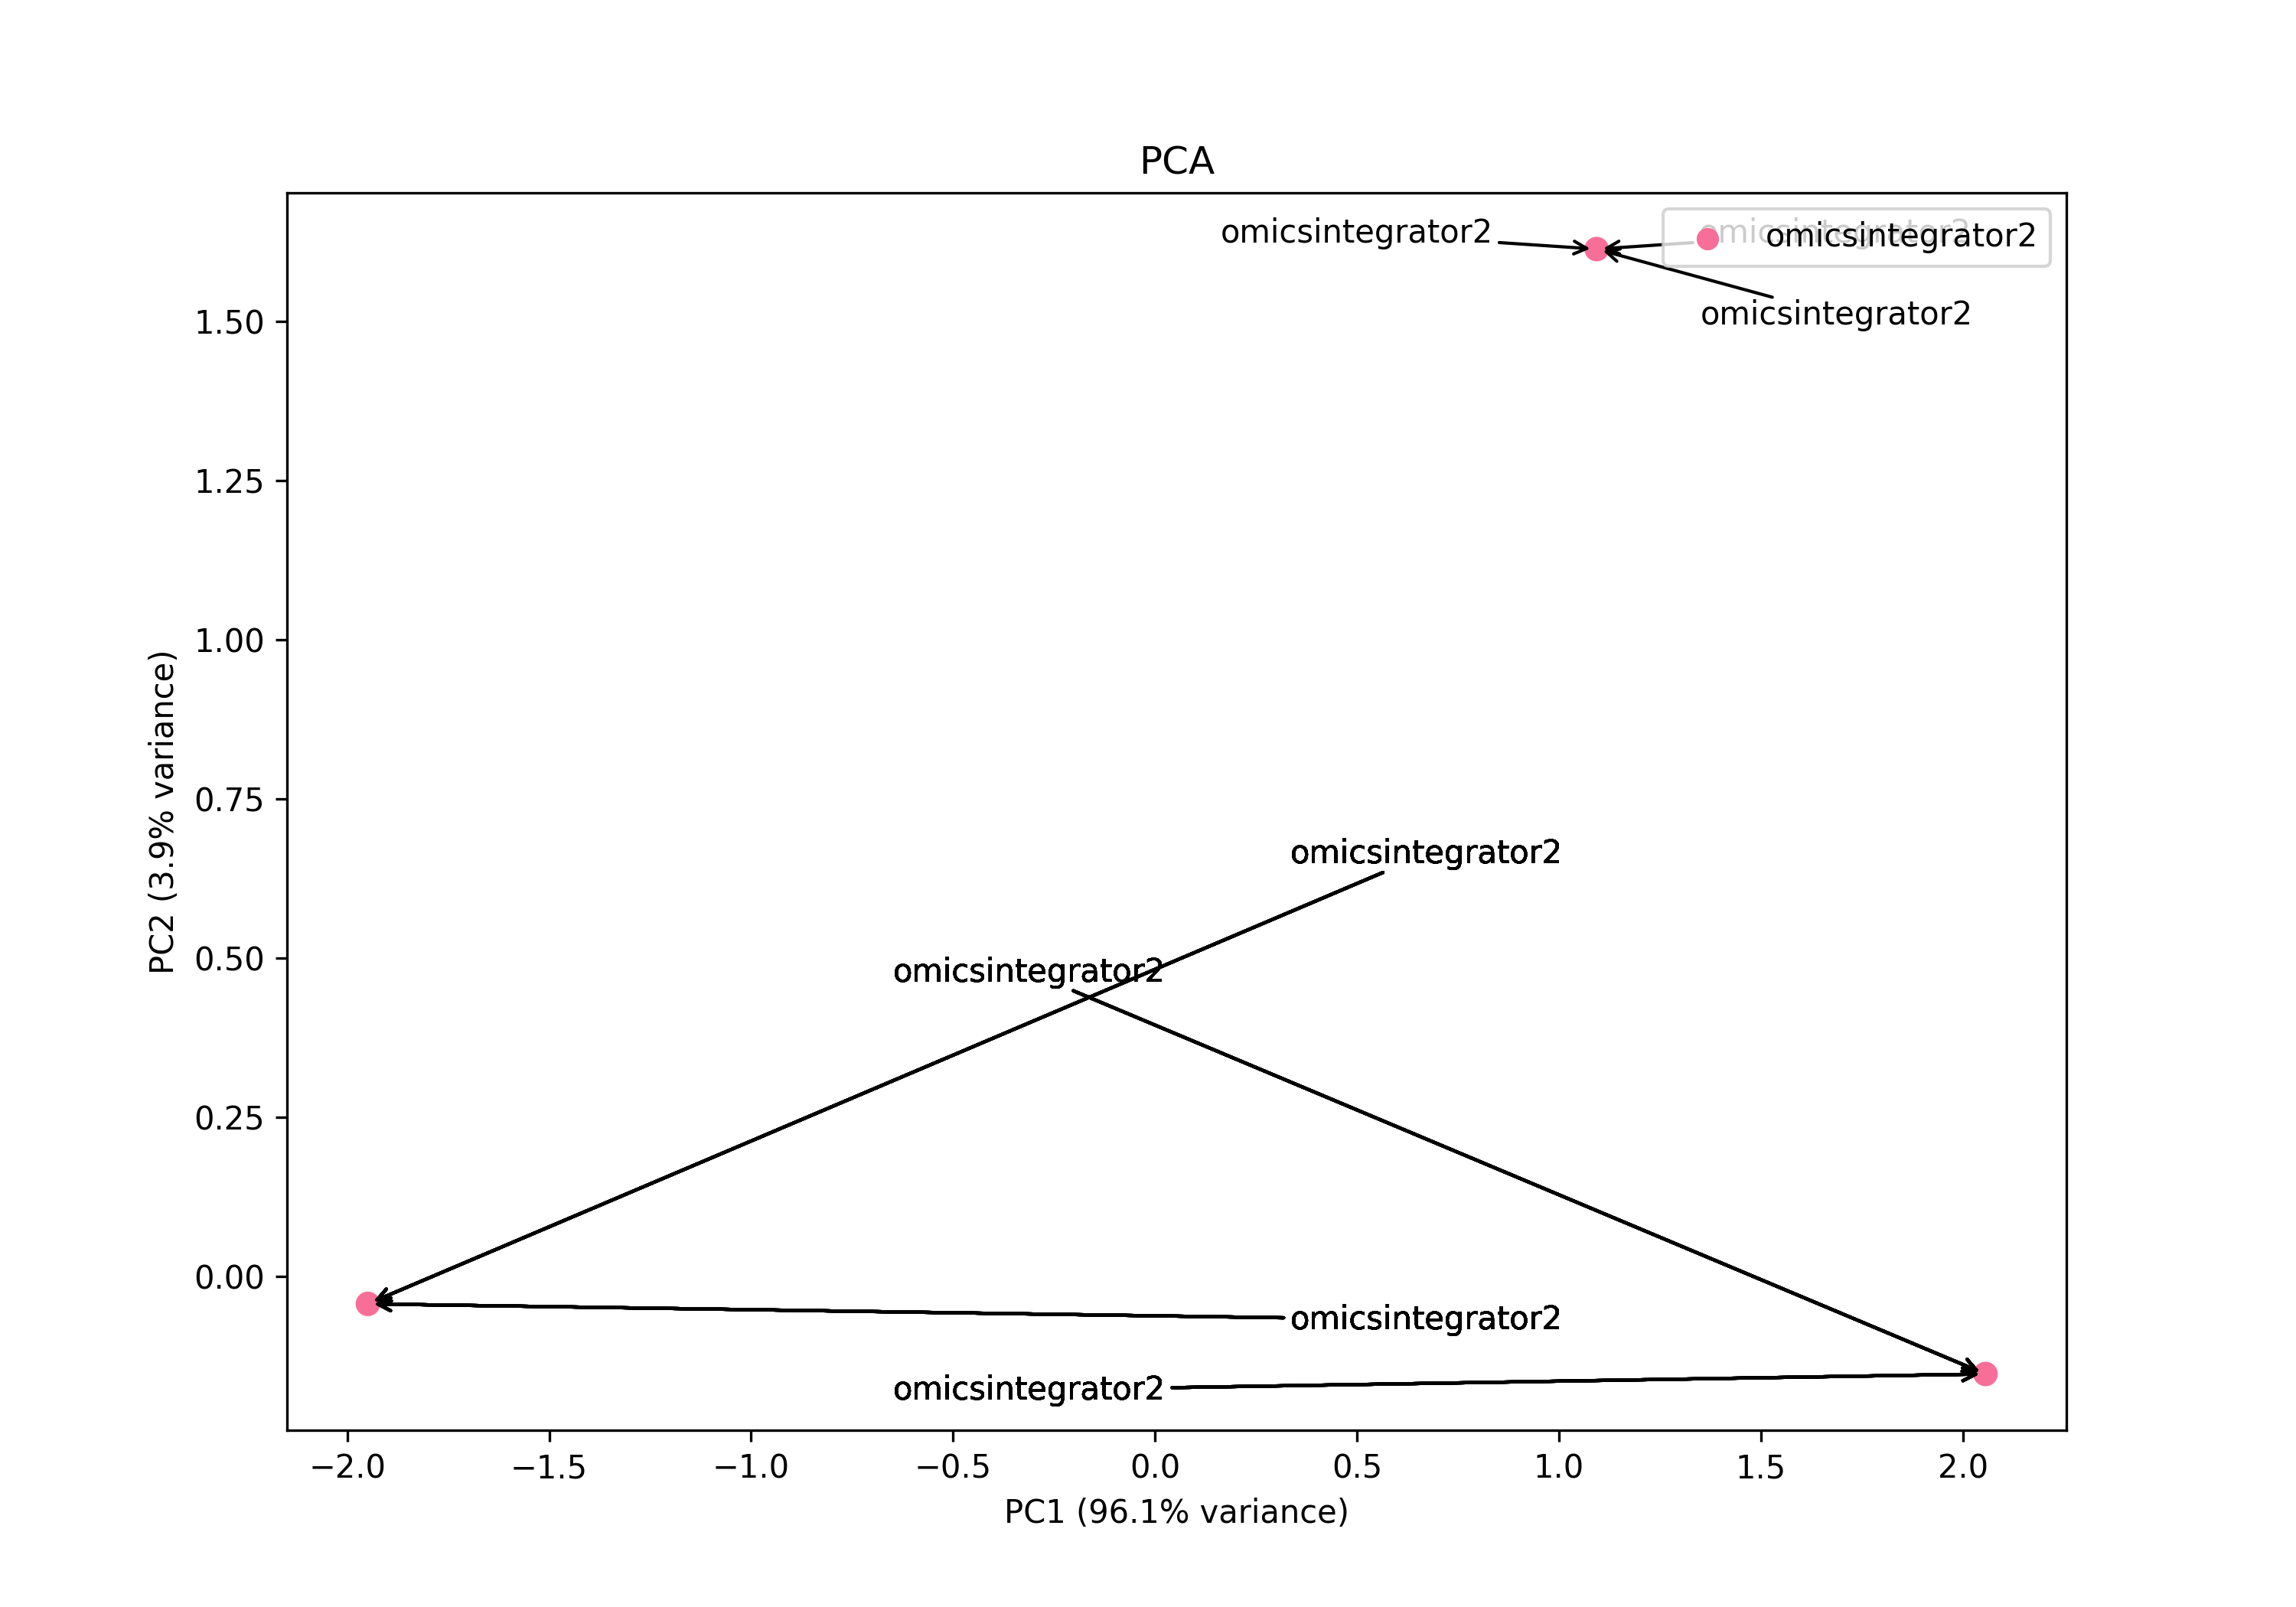 PCA
omicsintegrator2
omicsintegrator2
omicsintegrator2
omicsintegrator2
1.50
1.25
1.00
0.75
0.50
0.25
0.00
PC2 (3.9% variance)
omicsintegrator2
omicsintegrator2
omicsintegrator2
omicsintegrator2
−2.0 −1.5 −1.0 −0.5 0.0 0.5 1.0 1.5 2.0
PC1 (96.1% variance)